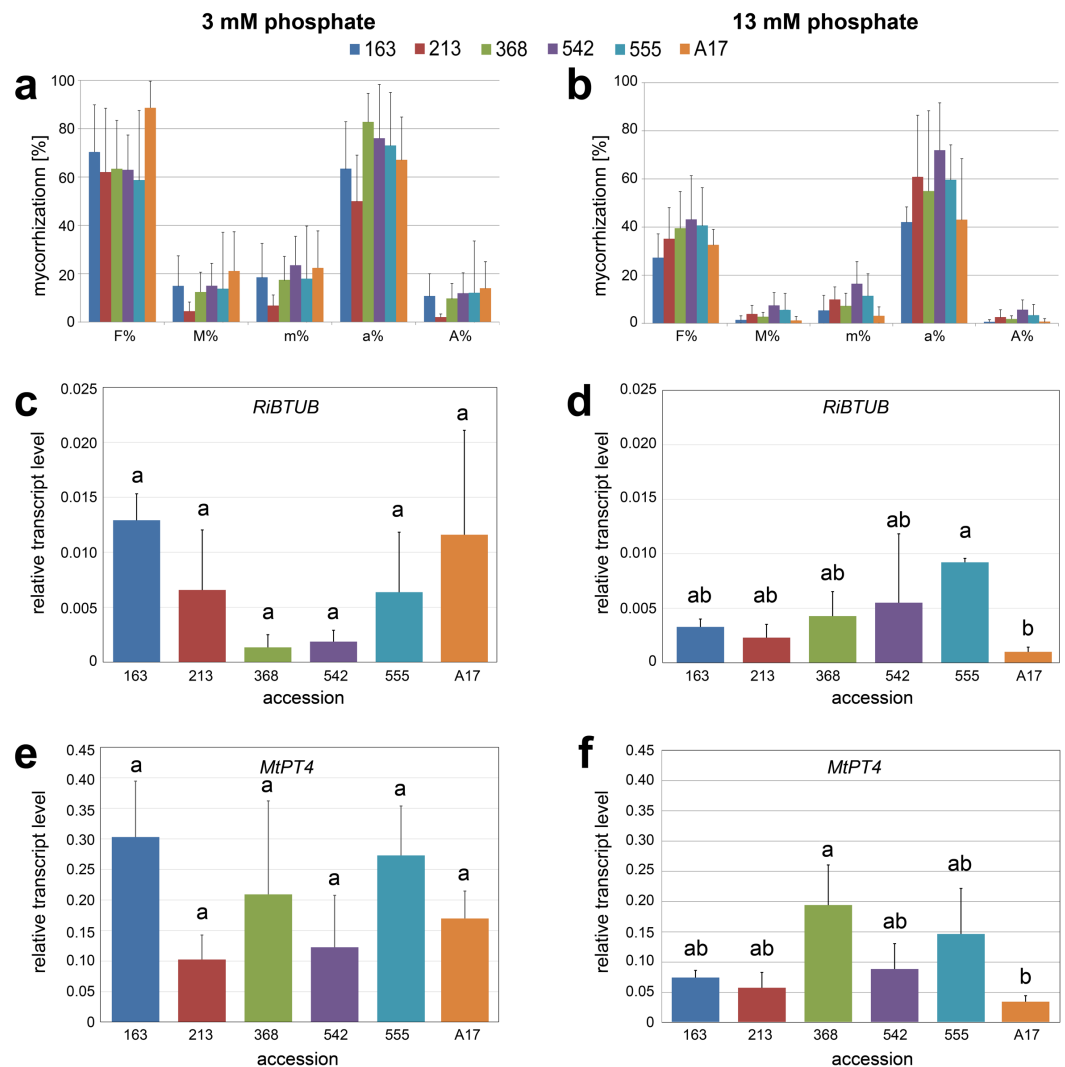 3 mM phosphate 13 mM phosphate
163 213 368 542 555 A17
a
mycorrhizationn [%]
100
80
60
40
20
0
F% M% m% a% A%
b
mycorrhizationn [%]
100
80
60
40
20
0
F% M% m% a% A%
c
RiBTUB
relative transcript level
0.025
0.020
0.015
0.010
0.005
0
a a a a a a
163 213 368 542 555 A17
accession
d
RiBTUB
relative transcript level
0.025
0.020
0.015
0.010
0.005
0
ab ab ab ab a b
163 213 368 542 555 A17
accession
e
MtPT4
relative transcript level
0.45
0.40
0.35
0.30
0.25
0.20
0.15
0.10
0.05
0
a a a a a a
163 213 368 542 555 A17
accession
f
MtPT4
relative transcript level
0.45
0.40
0.35
0.30
0.25
0.20
0.15
0.10
0.05
0
ab ab a ab ab b
163 213 368 542 555 A17
accession